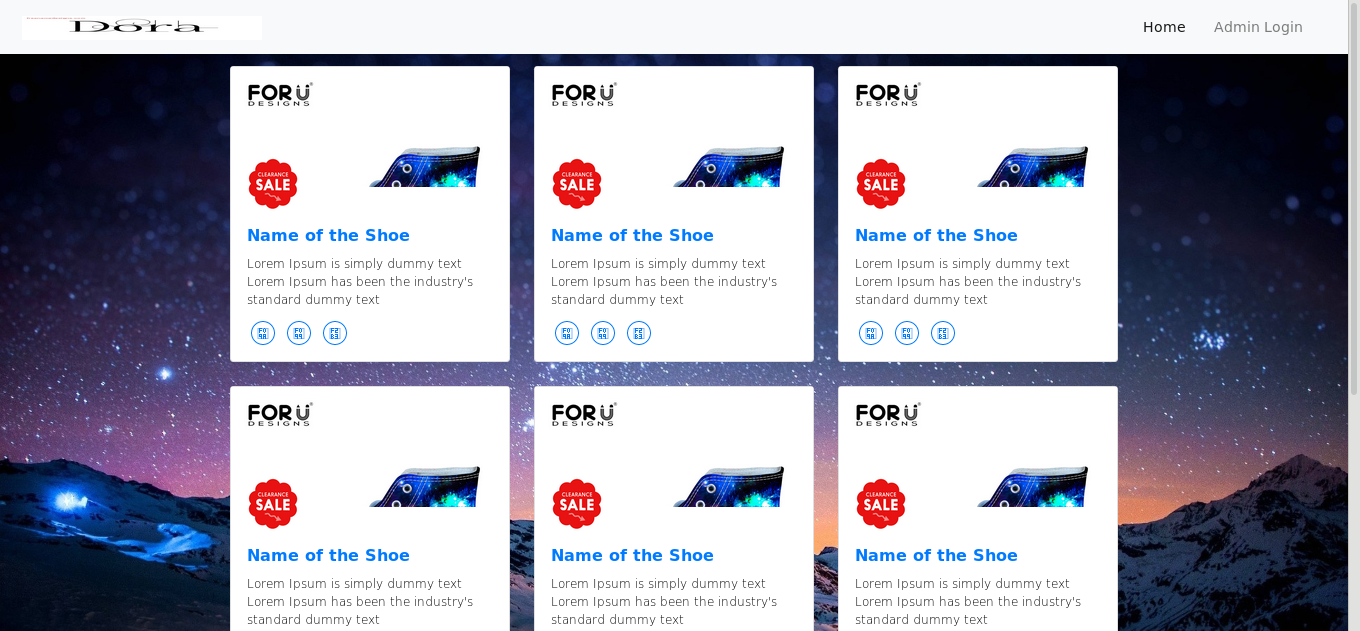 Dora
Home
Admin Login
FOR U
DESIGNS
CLEARANCE
SALE
Name of the Shoe
Lorem Ipsum is simply dummy text
Lorem Ipsum has been the industry's
standard dummy text
FOR U
DESIGNS
CLEARANCE
SALE
Name of the Shoe
Lorem Ipsum is simply dummy text
Lorem Ipsum has been the industry's
standard dummy text
FOR U
DESIGNS
CLEARANCE
SALE
Name of the Shoe
Lorem Ipsum is simply dummy text
Lorem Ipsum has been the industry's
standard dummy text
FOR U
DESIGNS
CLEARANCE
SALE
Name of the Shoe
Lorem Ipsum is simply dummy text
Lorem Ipsum has been the industry's
standard dummy text
FOR U
DESIGNS
CLEARANCE
SALE
Name of the Shoe
Lorem Ipsum is simply dummy text
Lorem Ipsum has been the industry's
standard dummy text
FOR U
DESIGNS
CLEARANCE
SALE
Name of the Shoe
Lorem Ipsum is simply dummy text
Lorem Ipsum has been the industry's
standard dummy text